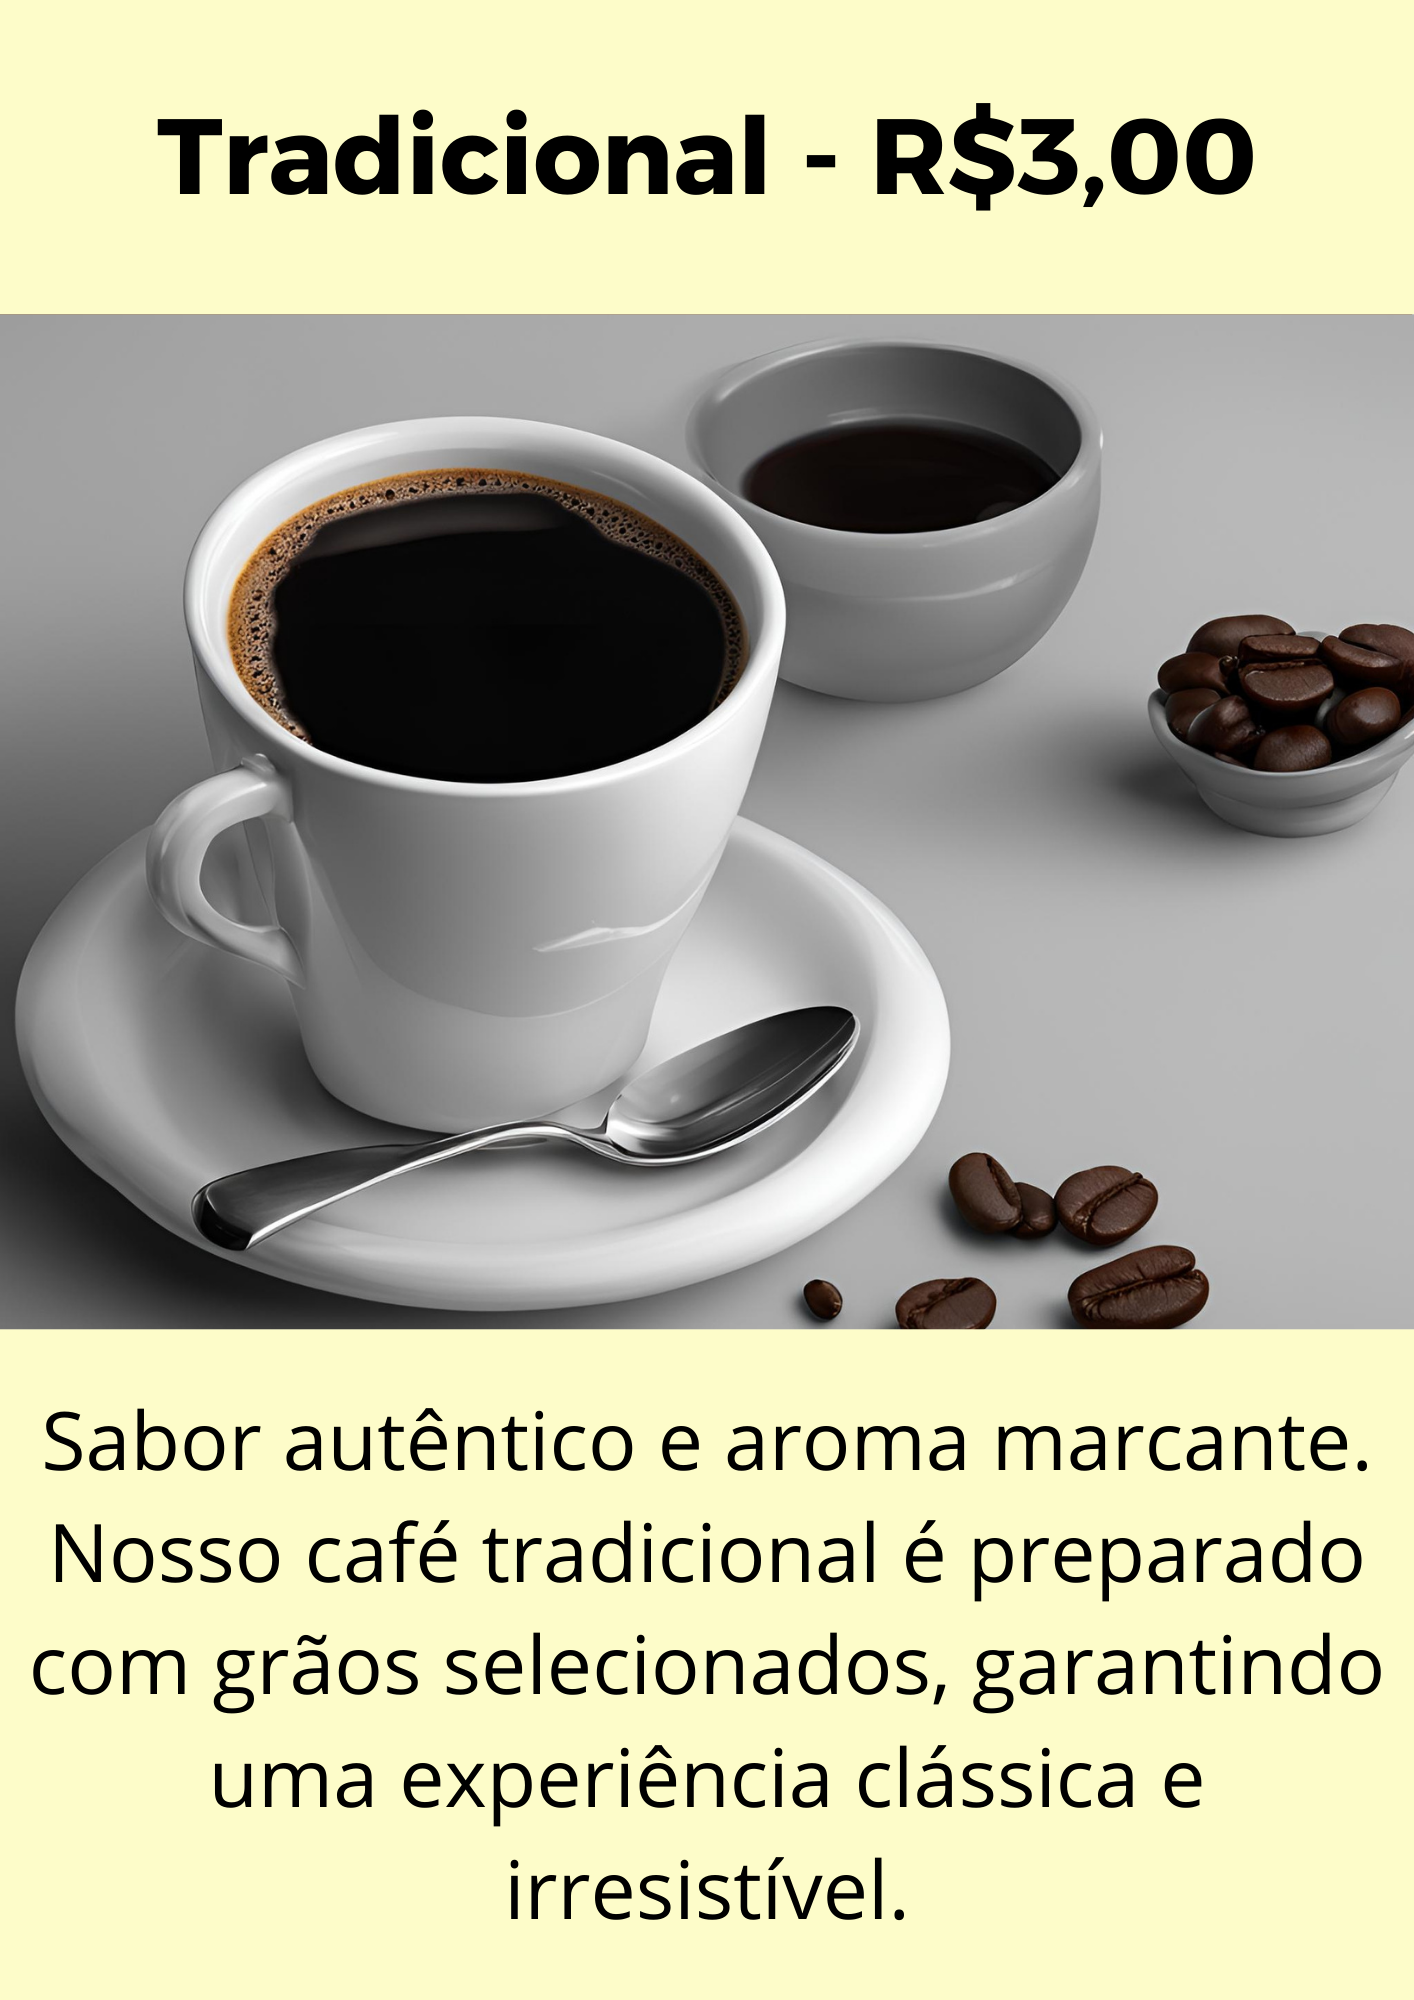 Tradicional - R$3,00
Sabor autêntico e aroma marcante.
Nosso café tradicional é preparado
com grãos selecionados, garantindo
uma experiência clássica e
irresistível.